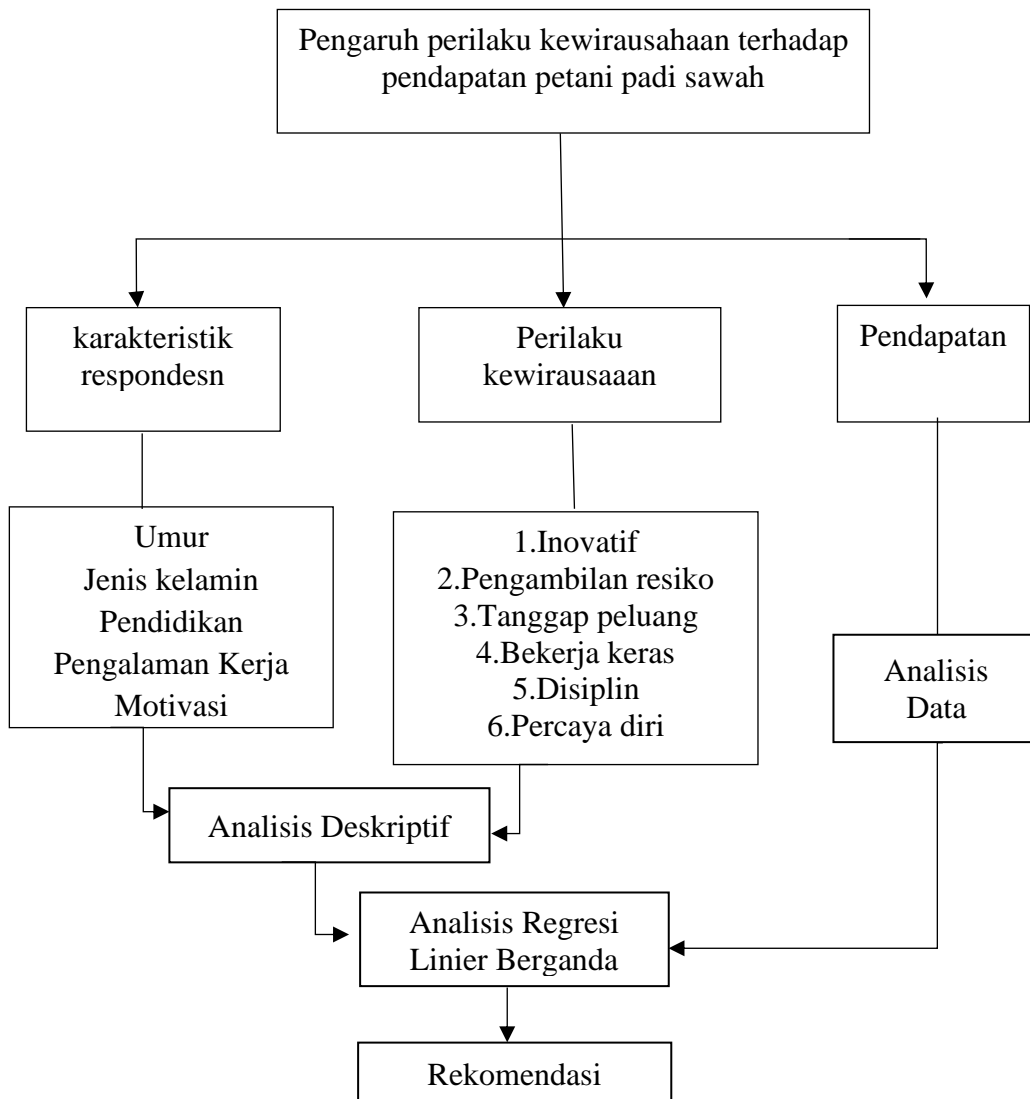 Pengaruh perilaku kewirausahaan terhadap
pendapatan petani padi sawah
karakteristik
respondesn
Perilaku
kewirausaaan
Pendapatan
Umur
Jenis kelamin
Pendidikan
Pengalaman Kerja
Motivasi
1.Inovatif
2.Pengambilan resiko
3.Tanggap peluang
4.Bekerja keras
5.Disiplin
6.Percaya diri
Analisis
Data
Analisis Deskriptif
Analisis Regresi
Linier Berganda
Rekomendasi